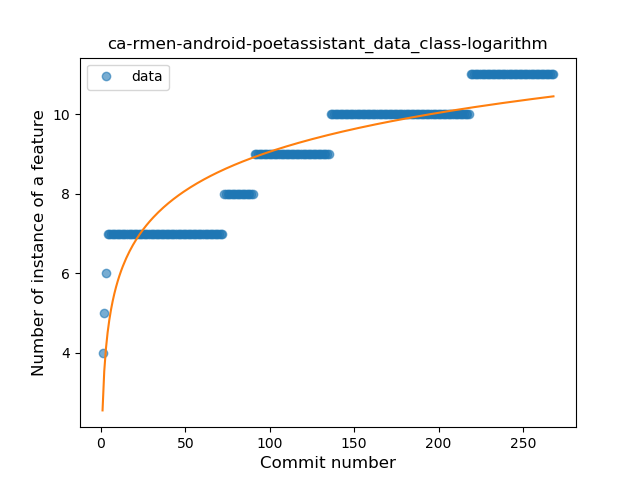 ca-rmen-android-poetassistant_data_class-logarithm
data
Number of instance of a feature
10
8
6
4
0
50
100
150
200
250
Commit number